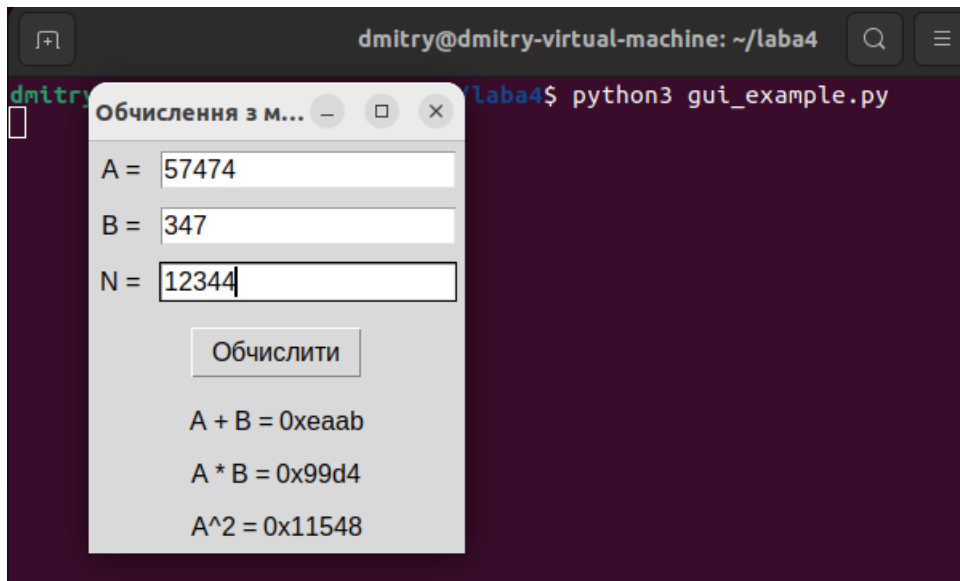 dmitry@dmitry-virtual-machine: ~/laba4
dmitry /laba4$ python3 gui_example.py
Обчислення з м...
A = 57474
B = 347
N = 12344
Обчислити
A + B = 0xeaab
A * B = 0x99d4
A^2 = 0x11548